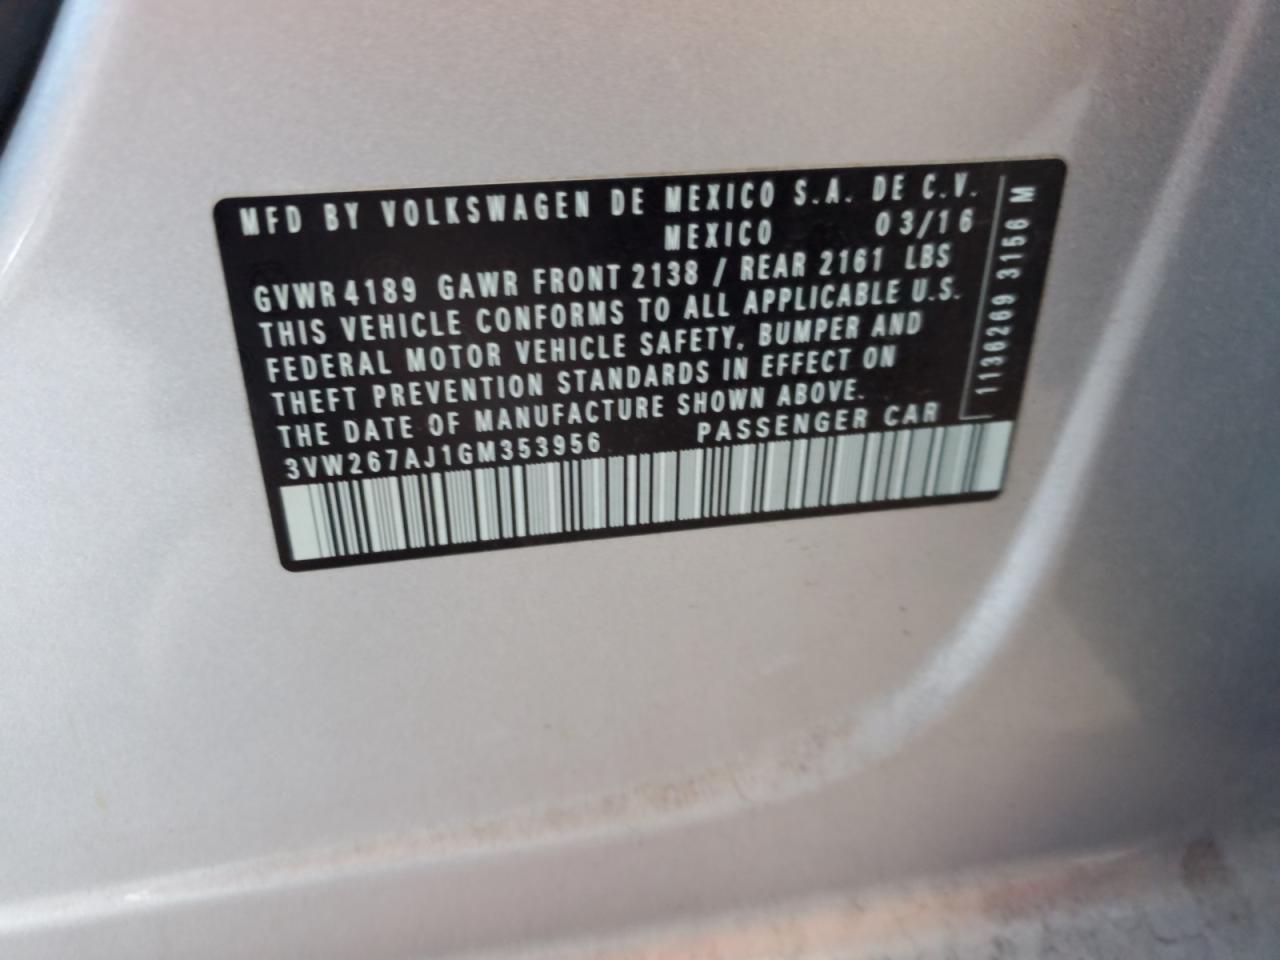 MFD BY VOLKSWAGEN DE MEXICO S.A. DE C.V.
MEXICO 03/16
GVWR 4189 GAWR FRONT 2138 / REAR 2161 LBS
THIS VEHICLE CONFORMS TO ALL APPLICABLE U.S.
FEDERAL MOTOR VEHICLE SAFETY, BUMPER AND
THEFT PREVENTION STANDARDS IN EFFECT ON
THE DATE OF MANUFACTURE SHOWN ABOVE.
3VW267AJ1GM353956 PASSENGER CAR
1136269 3156 M